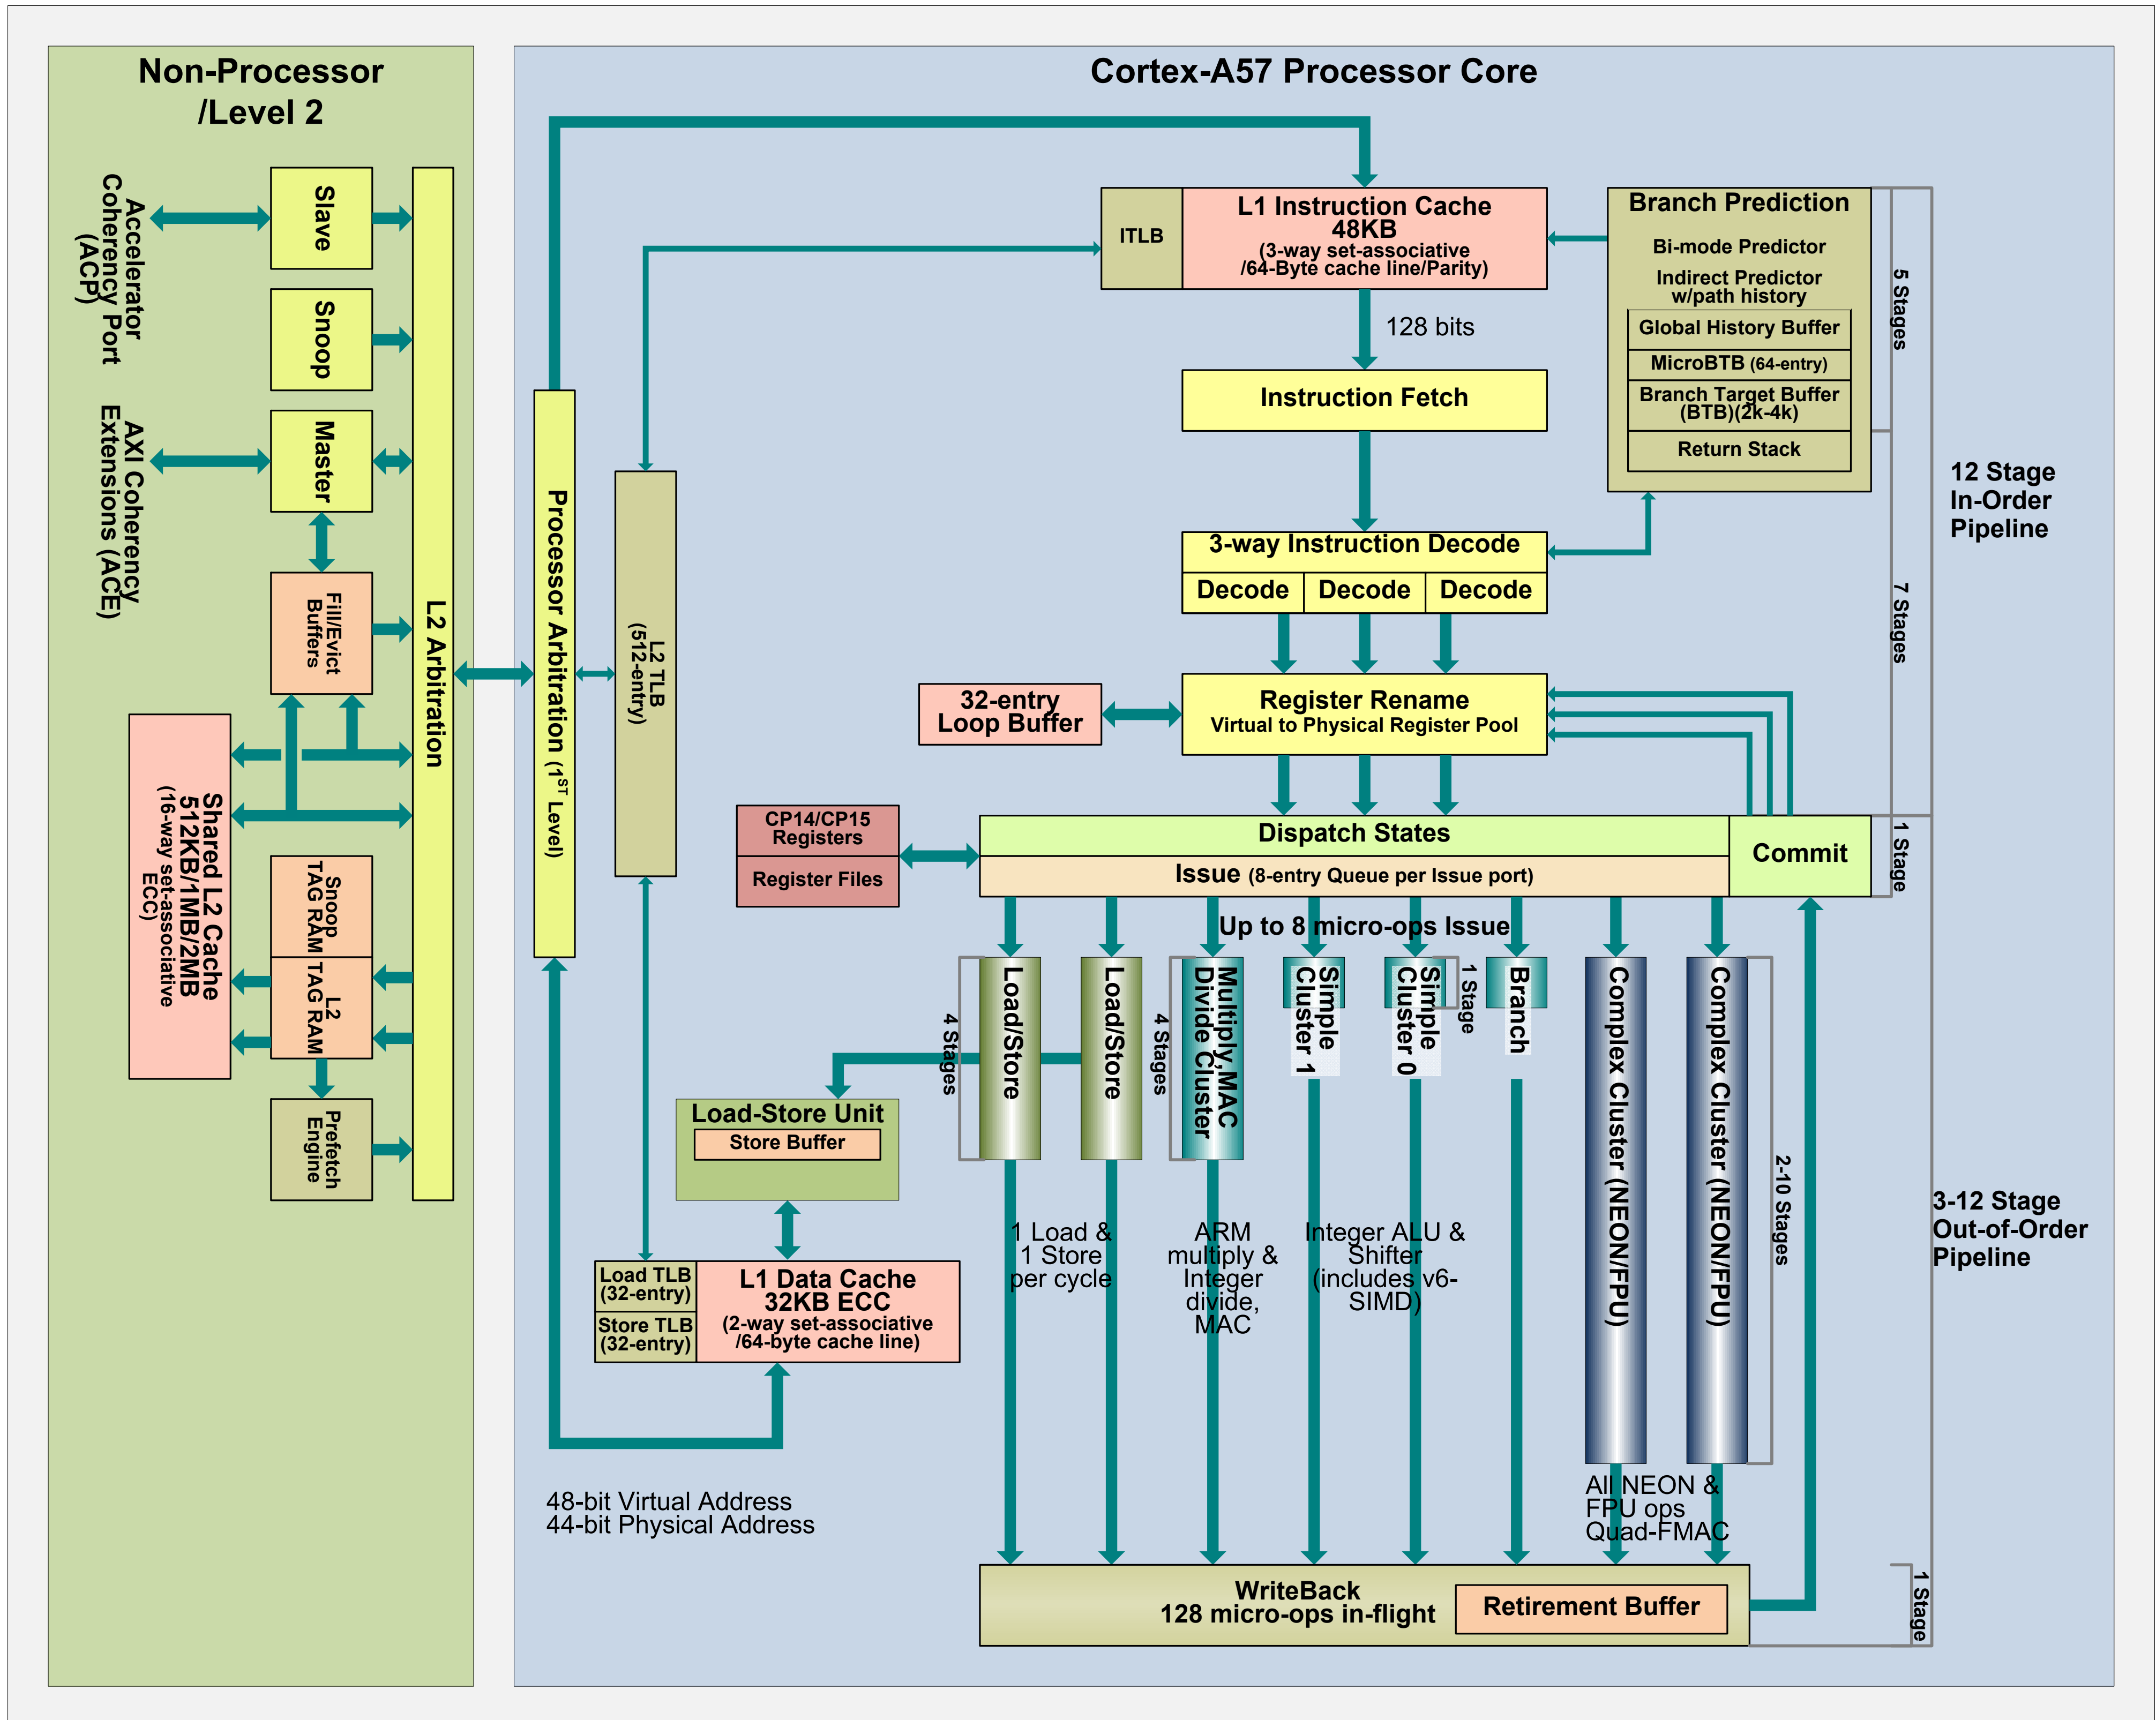 Non-Processor
/Level 2
Accelerator
Coherency Port
(ACP)
Slave
Snoop
AXI Coherency
Extensions (ACE)
Master
Fill/Evict
Buffers
L2 Arbitration
Shared L2 Cache
512KB/1MB/2MB
(16-way set-associative
ECC)
Snoop
TAG RAM
L2
TAG RAM
Prefetch
Engine
Cortex-A57 Processor Core
Processor Arbitration (1ST Level)
L2 TLB
(512-entry)
ITLB
L1 Instruction Cache
48KB
(3-way set-associative
/64-Byte cache line/Parity)
128 bits
Instruction Fetch
Branch Prediction
Bi-mode Predictor
Indirect Predictor
w/path history
Global History Buffer
MicroBTB (64-entry)
Branch Target Buffer
(BTB)(2k-4k)
Return Stack
5 Stages
12 Stage
In-Order
Pipeline
7 Stages
3-way Instruction Decode
Decode
Decode
Decode
32-entry
Loop Buffer
Register Rename
Virtual to Physical Register Pool
CP14/CP15
Registers
Register Files
Dispatch States
Issue (8-entry Queue per Issue port)
Commit
1 Stage
Up to 8 micro-ops Issue
4 Stages
Load/Store
Load/Store
4 Stages
Multiply,MAC
Divide Cluster
Simple
Cluster 1
Simple
Cluster 0
1 Stage
Branch
Complex Cluster (NEON/FPU)
Complex Cluster (NEON/FPU)
2-10 Stages
3-12 Stage
Out-of-Order
Pipeline
Load-Store Unit
Store Buffer
Load TLB
(32-entry)
Store TLB
(32-entry)
L1 Data Cache
32KB ECC
(2-way set-associative
/64-byte cache line)
1 Load &
1 Store
per cycle
ARM
multiply &
Integer
divide,
MAC
Integer ALU &
Shifter
(includes v6-
SIMD)
All NEON &
FPU ops
Quad-FMAC
48-bit Virtual Address
44-bit Physical Address
WriteBack
128 micro-ops in-flight
Retirement Buffer
1 Stage